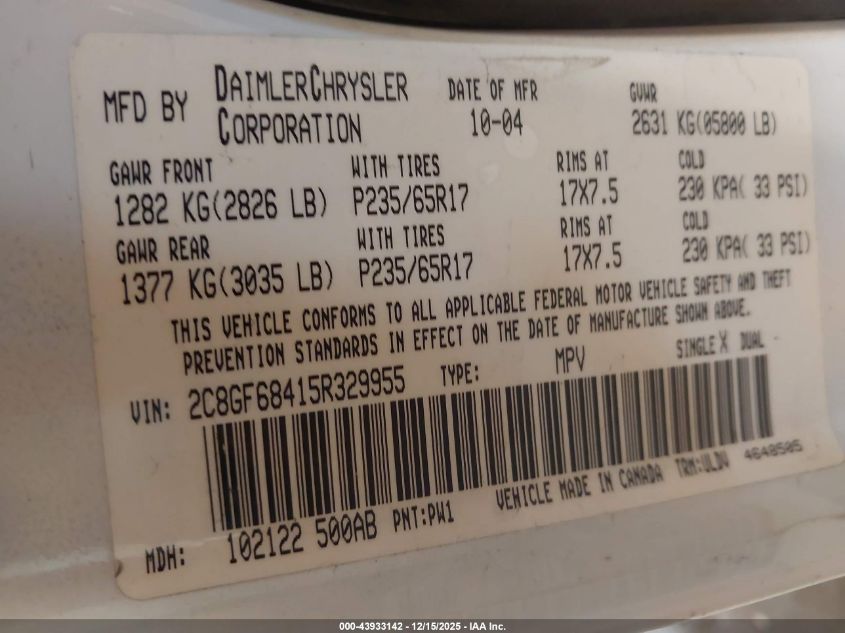 MFD BY DAIMLERCHRYSLER CORPORATION DATE OF MFR 10-04 GVWR 2631 KG(05800 LB)
GAWR FRONT WITH TIRES RIMS AT COLD
1282 KG(2826 LB) P235/65R17 17X7.5 230 KPA( 33 PSI)
GAWR REAR WITH TIRES RIMS AT COLD
1377 KG(3035 LB) P235/65R17 17X7.5 230 KPA( 33 PSI)
THIS VEHICLE CONFORMS TO ALL APPLICABLE FEDERAL MOTOR VEHICLE SAFETY AND THEFT
PREVENTION STANDARDS IN EFFECT ON THE DATE OF MANUFACTURE SHOWN ABOVE.
VIN: 2C8GF68415R329955 TYPE: MPV SINGLE X DUAL
MDH: 102122 500AB PNT:PW1 VEHICLE MADE IN CANADA TRM:ULDV 4648505
000-43933142 - 12/15/2025 - IAA Inc.